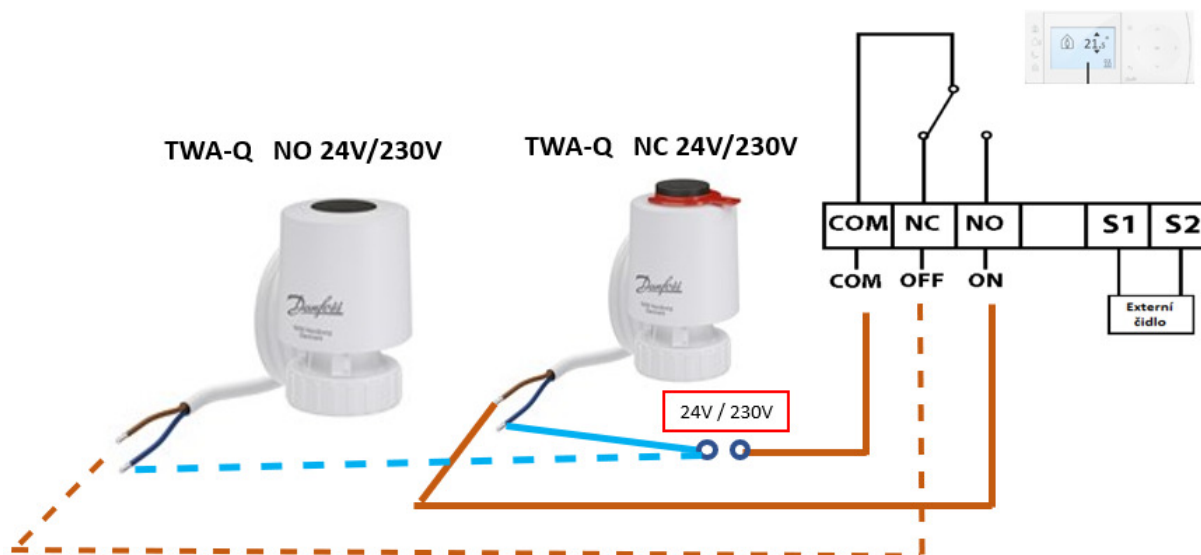 21.5°
TWA-Q NO 24V/230V
TWA-Q NC 24V/230V
Danfoss
Danfoss
COM NC NO S1 S2
COM OFF ON
Externí
čidlo
24V / 230V